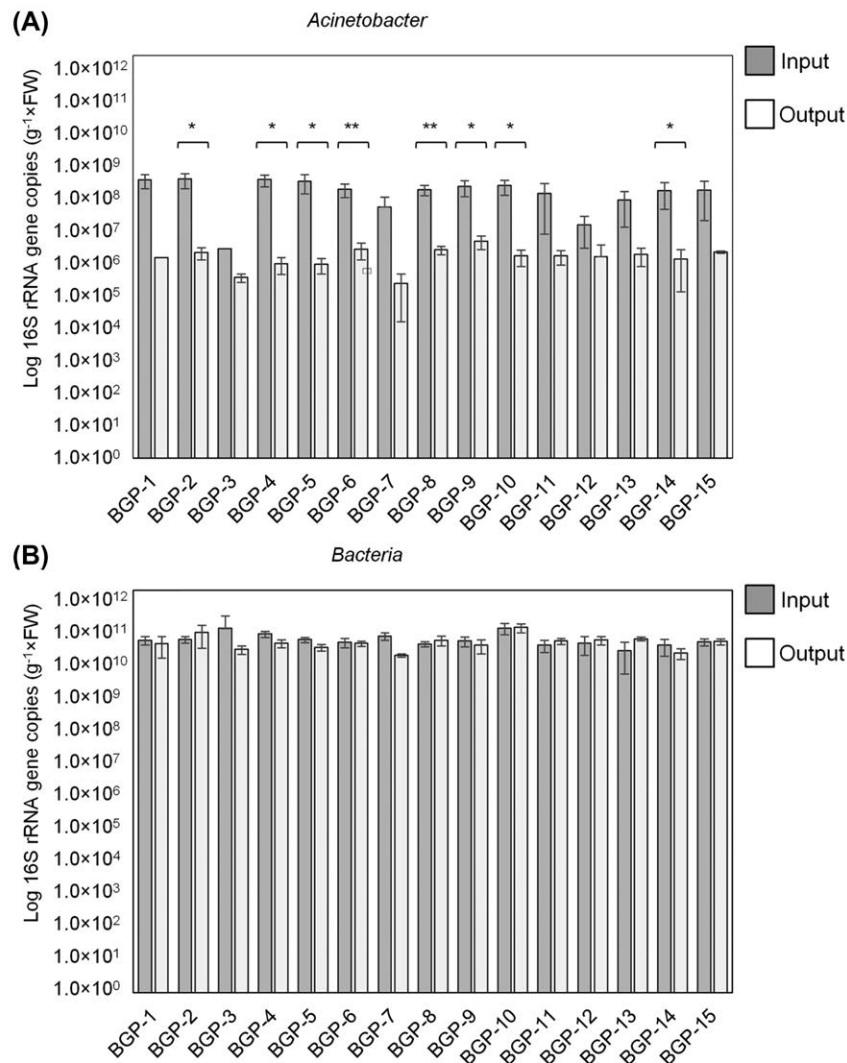 (A)
Acinetobacter
Log 16S rRNA gene copies (g⁻¹×FW)
1.0×10¹²
1.0×10¹¹
1.0×10¹⁰
1.0×10⁹
1.0×10⁸
1.0×10⁷
1.0×10⁶
1.0×10⁵
1.0×10⁴
1.0×10³
1.0×10²
1.0×10¹
1.0×10⁰
* * * ** ** * * *
Input
Output
BGP-1 BGP-2 BGP-3 BGP-4 BGP-5 BGP-6 BGP-7 BGP-8 BGP-9 BGP-10 BGP-11 BGP-12 BGP-13 BGP-14 BGP-15
(B)
Bacteria
Log 16S rRNA gene copies (g⁻¹×FW)
1.0×10¹²
1.0×10¹¹
1.0×10¹⁰
1.0×10⁹
1.0×10⁸
1.0×10⁷
1.0×10⁶
1.0×10⁵
1.0×10⁴
1.0×10³
1.0×10²
1.0×10¹
1.0×10⁰
Input
Output
BGP-1 BGP-2 BGP-3 BGP-4 BGP-5 BGP-6 BGP-7 BGP-8 BGP-9 BGP-10 BGP-11 BGP-12 BGP-13 BGP-14 BGP-15